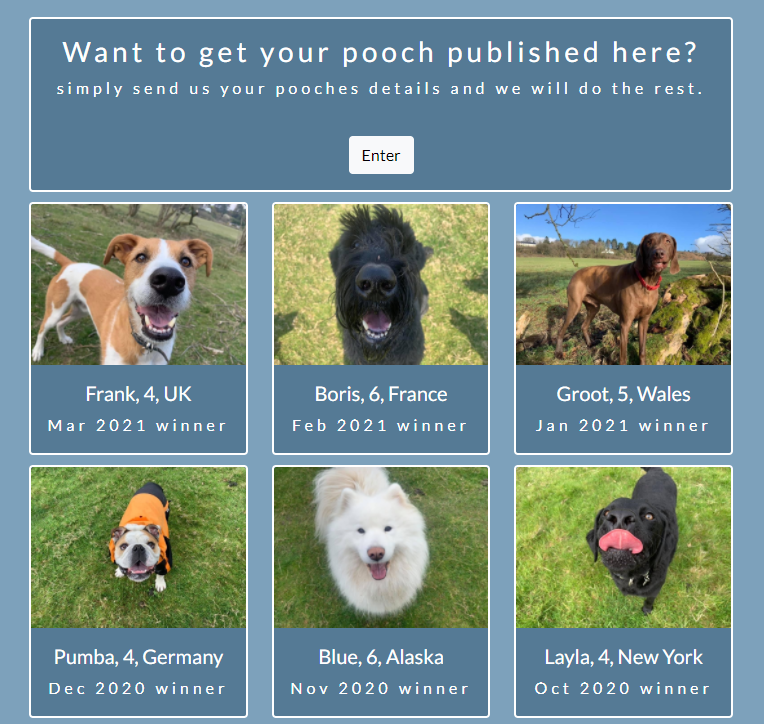 Want to get your pooch published here?
simply send us your pooches details and we will do the rest.
Enter
Frank, 4, UK
Mar 2021 winner
Boris, 6, France
Feb 2021 winner
Groot, 5, Wales
Jan 2021 winner
Pumba, 4, Germany
Dec 2020 winner
Blue, 6, Alaska
Nov 2020 winner
Layla, 4, New York
Oct 2020 winner